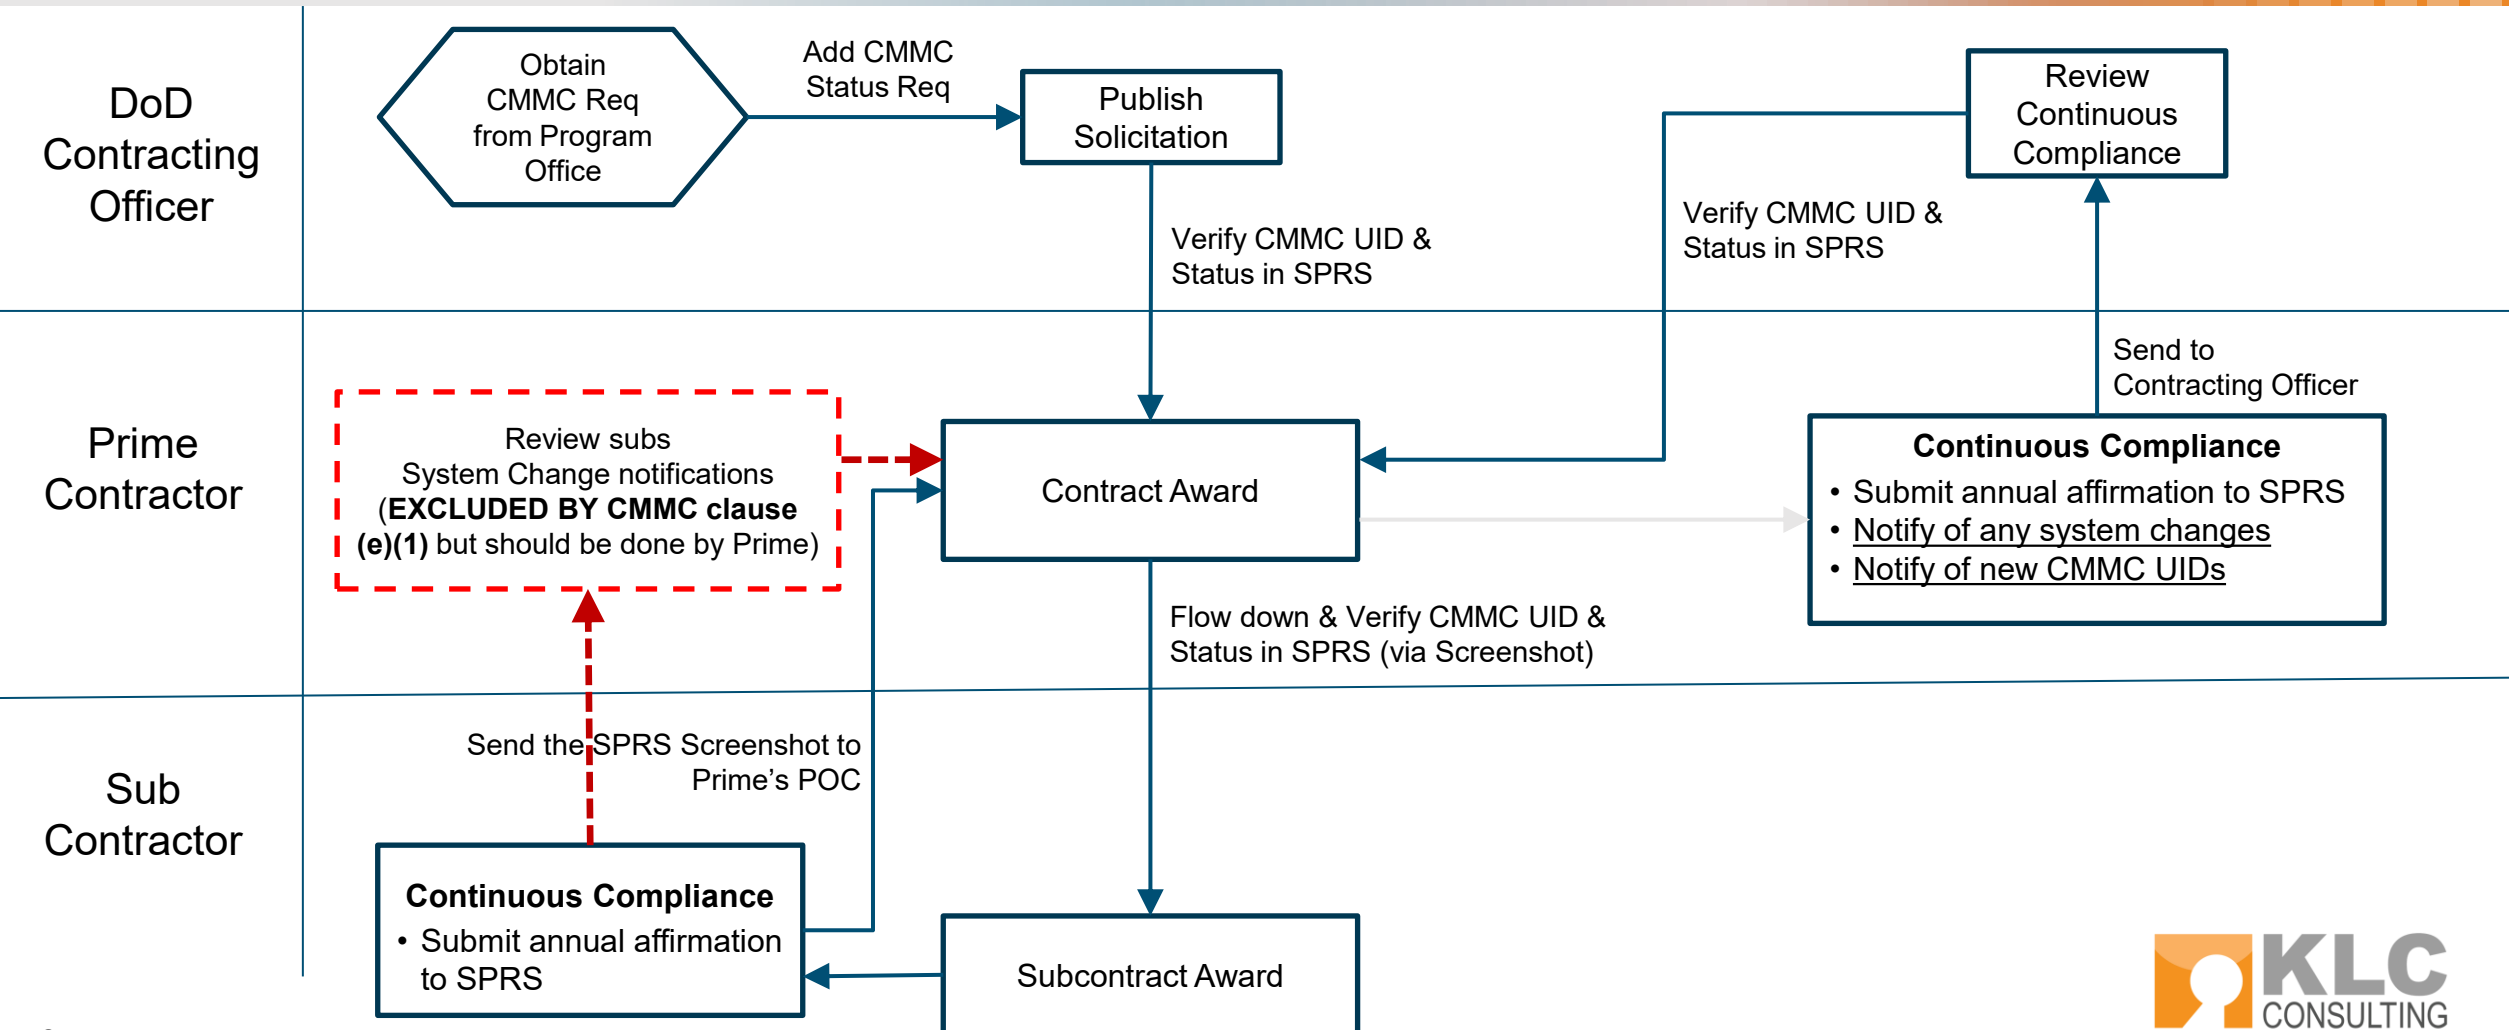 DoD
Contracting
Officer
Obtain
CMMC Req
from Program
Office
Add CMMC
Status Req
Publish
Solicitation
Verify CMMC UID &
Status in SPRS
Verify CMMC UID &
Status in SPRS
Review
Continuous
Compliance
Send to
Contracting Officer
Prime
Contractor
Review subs
System Change notifications
(EXCLUDED BY CMMC clause
(e)(1) but should be done by Prime)
Contract Award
Continuous Compliance
• Submit annual affirmation to SPRS
• Notify of any system changes
• Notify of new CMMC UIDs
Flow down & Verify CMMC UID &
Status in SPRS (via Screenshot)
Sub
Contractor
Send the SPRS Screenshot to
Prime’s POC
Continuous Compliance
• Submit annual affirmation
to SPRS
Subcontract Award
KLC
CONSULTING